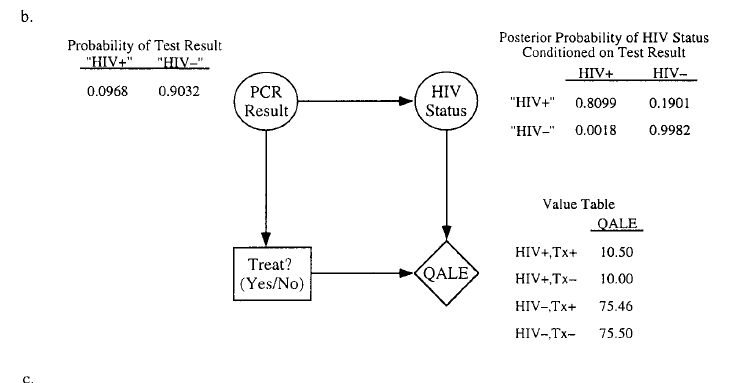 b.
Probability of Test Result
"HIV+" "HIV–"
0.0968 0.9032
PCR
Result
HIV
Status
Posterior Probability of HIV Status
Conditioned on Test Result
HIV+ HIV–
"HIV+" 0.8099 0.1901
"HIV–" 0.0018 0.9982
Treat?
(Yes/No)
QALE
Value Table
QALE
HIV+,Tx+ 10.50
HIV+,Tx– 10.00
HIV–,Tx+ 75.46
HIV–,Tx– 75.50
c.